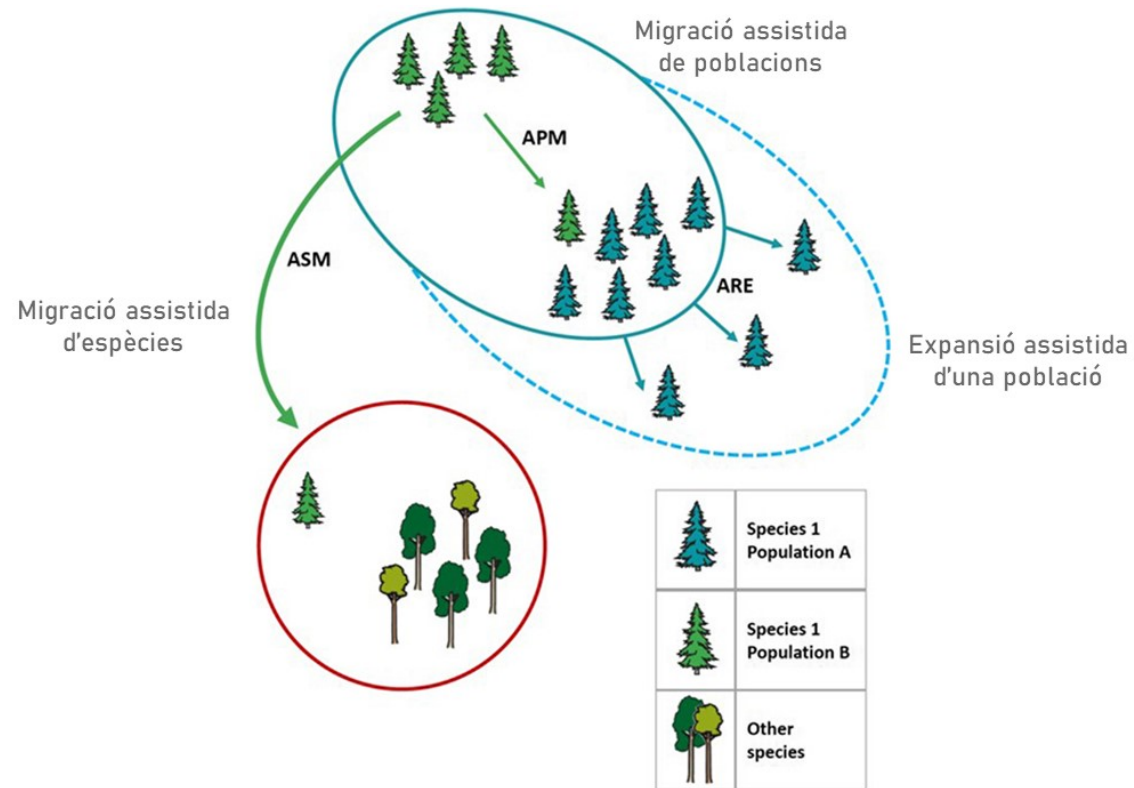 Migració assistida
de poblacions
APM
ASM
ARE
Migració assistida
d'espècies
Expansió assistida
d'una població
Species 1
Population A
Species 1
Population B
Other
species